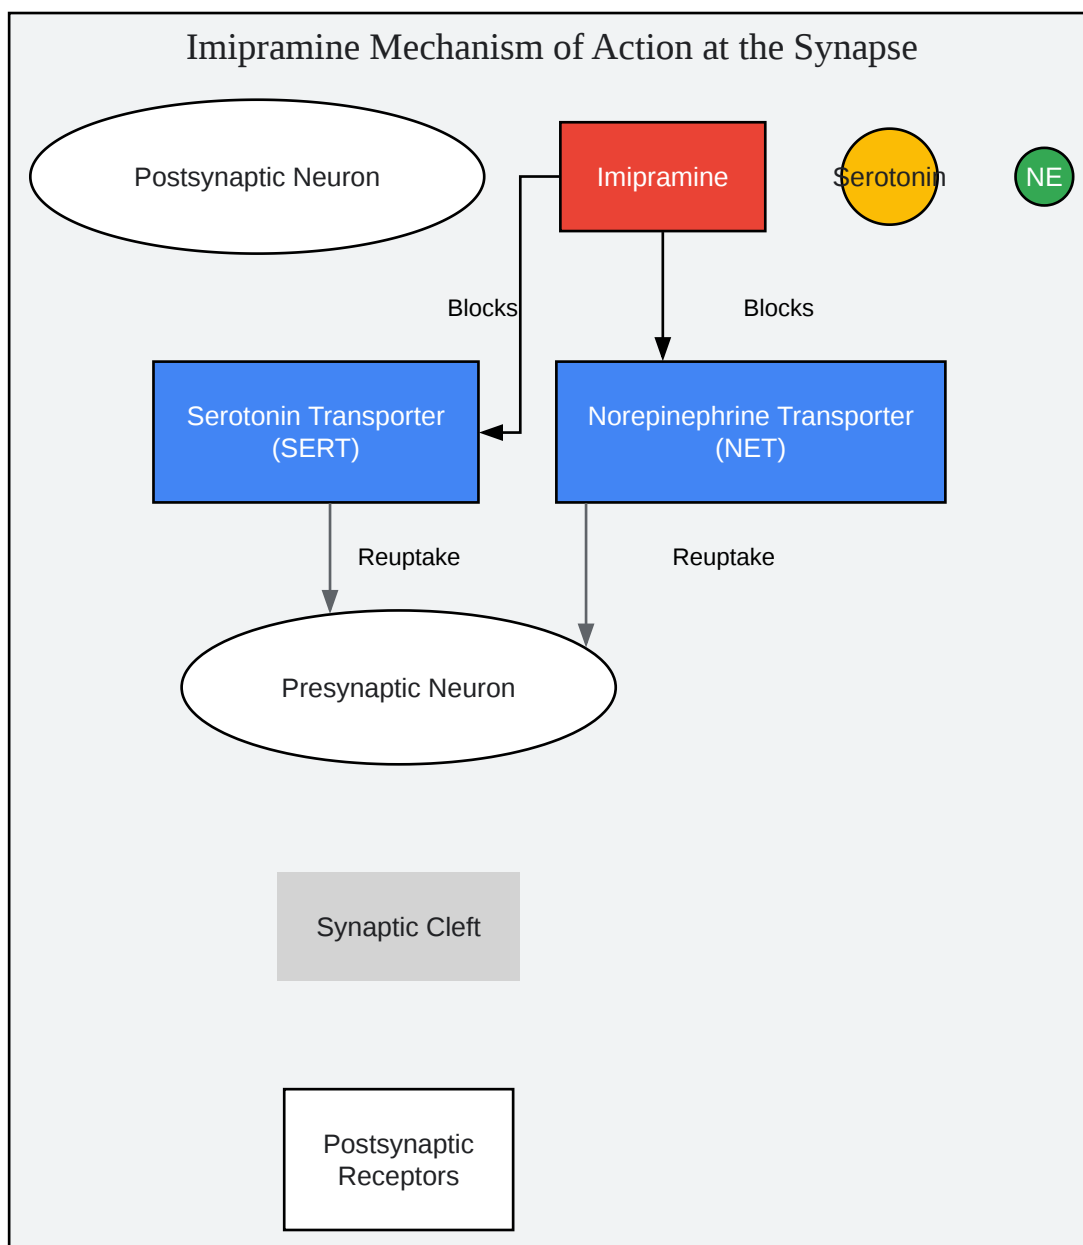 Imipramine Mechanism of Action at the Synapse
Postsynaptic Neuron
Imipramine
Serotonin
NE
Blocks
Blocks
Serotonin Transporter
(SERT)
Norepinephrine Transporter
(NET)
Reuptake
Reuptake
Presynaptic Neuron
Synaptic Cleft
Postsynaptic
Receptors